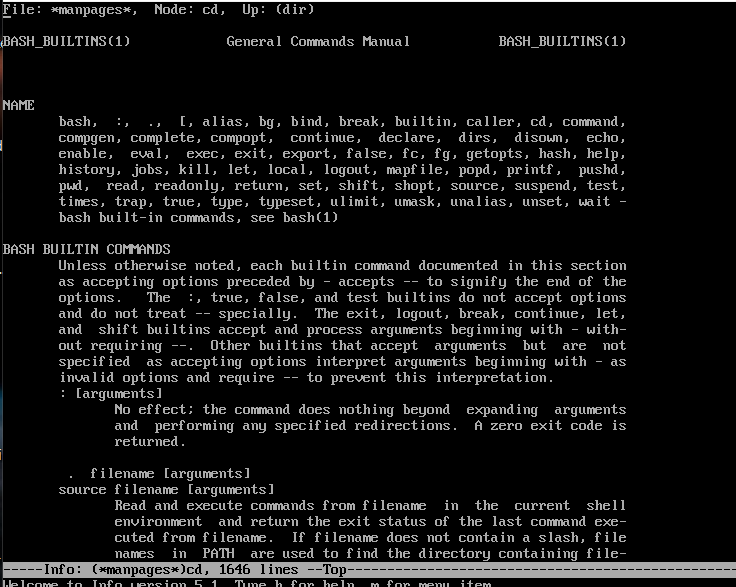 File: *manpages*,  Node: cd,  Up: (dir)
BASH_BUILTINS(1)            General Commands Manual           BASH_BUILTINS(1)
NAME
bash,  :,  ., [, alias, bg, bind, break, builtin, caller, cd, command,
compgen, complete, compopt,  continue,  declare,  dirs,  disown,  echo,
enable,  eval,  exec, exit, export, false, fc, fg, getopts, hash, help,
history, jobs, kill, let, local, logout, mapfile, popd, printf,  pushd,
pwd,  read, readonly, return, set, shift, shopt, source, suspend, test,
times, trap, true, type, typeset, ulimit, umask, unalias, unset, wait -
bash built-in commands, see bash(1)
BASH BUILTIN COMMANDS
Unless otherwise noted, each builtin command documented in this section
as accepting options preceded by - accepts -- to signify the end of the
options.   The  :, true, false, and test builtins do not accept options
and do not treat -- specially.  The exit, logout, break, continue, let,
and  shift builtins accept and process arguments beginning with - with-
out requiring --.  Other builtins that accept  arguments  but  are  not
specified  as accepting options interpret arguments beginning with - as
invalid options and require -- to prevent this interpretation.
: [arguments]
No effect; the command does nothing beyond  expanding  arguments
and  performing any specified redirections.  A zero exit code is
returned.
.  filename [arguments]
source filename [arguments]
Read and execute commands from filename  in  the  current  shell
environment  and return the exit status of the last command exe-
cuted from filename.  If filename does not contain a slash, file
names  in  PATH  are used to find the directory containing file-
-----Info: (*manpages*)cd, 1646 lines --Top-----
Welcome to Info version 5.1. Type h for help, m for menu item.